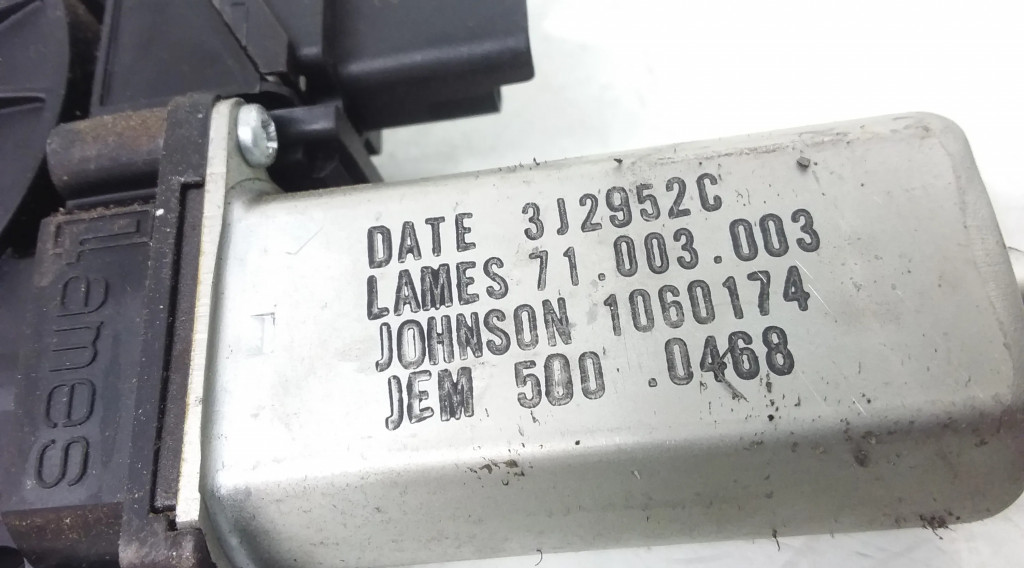 DATE 3J2952C
LAMES 71.003.003
JOHNSON 1060174
JEM 500 .0468
Lames